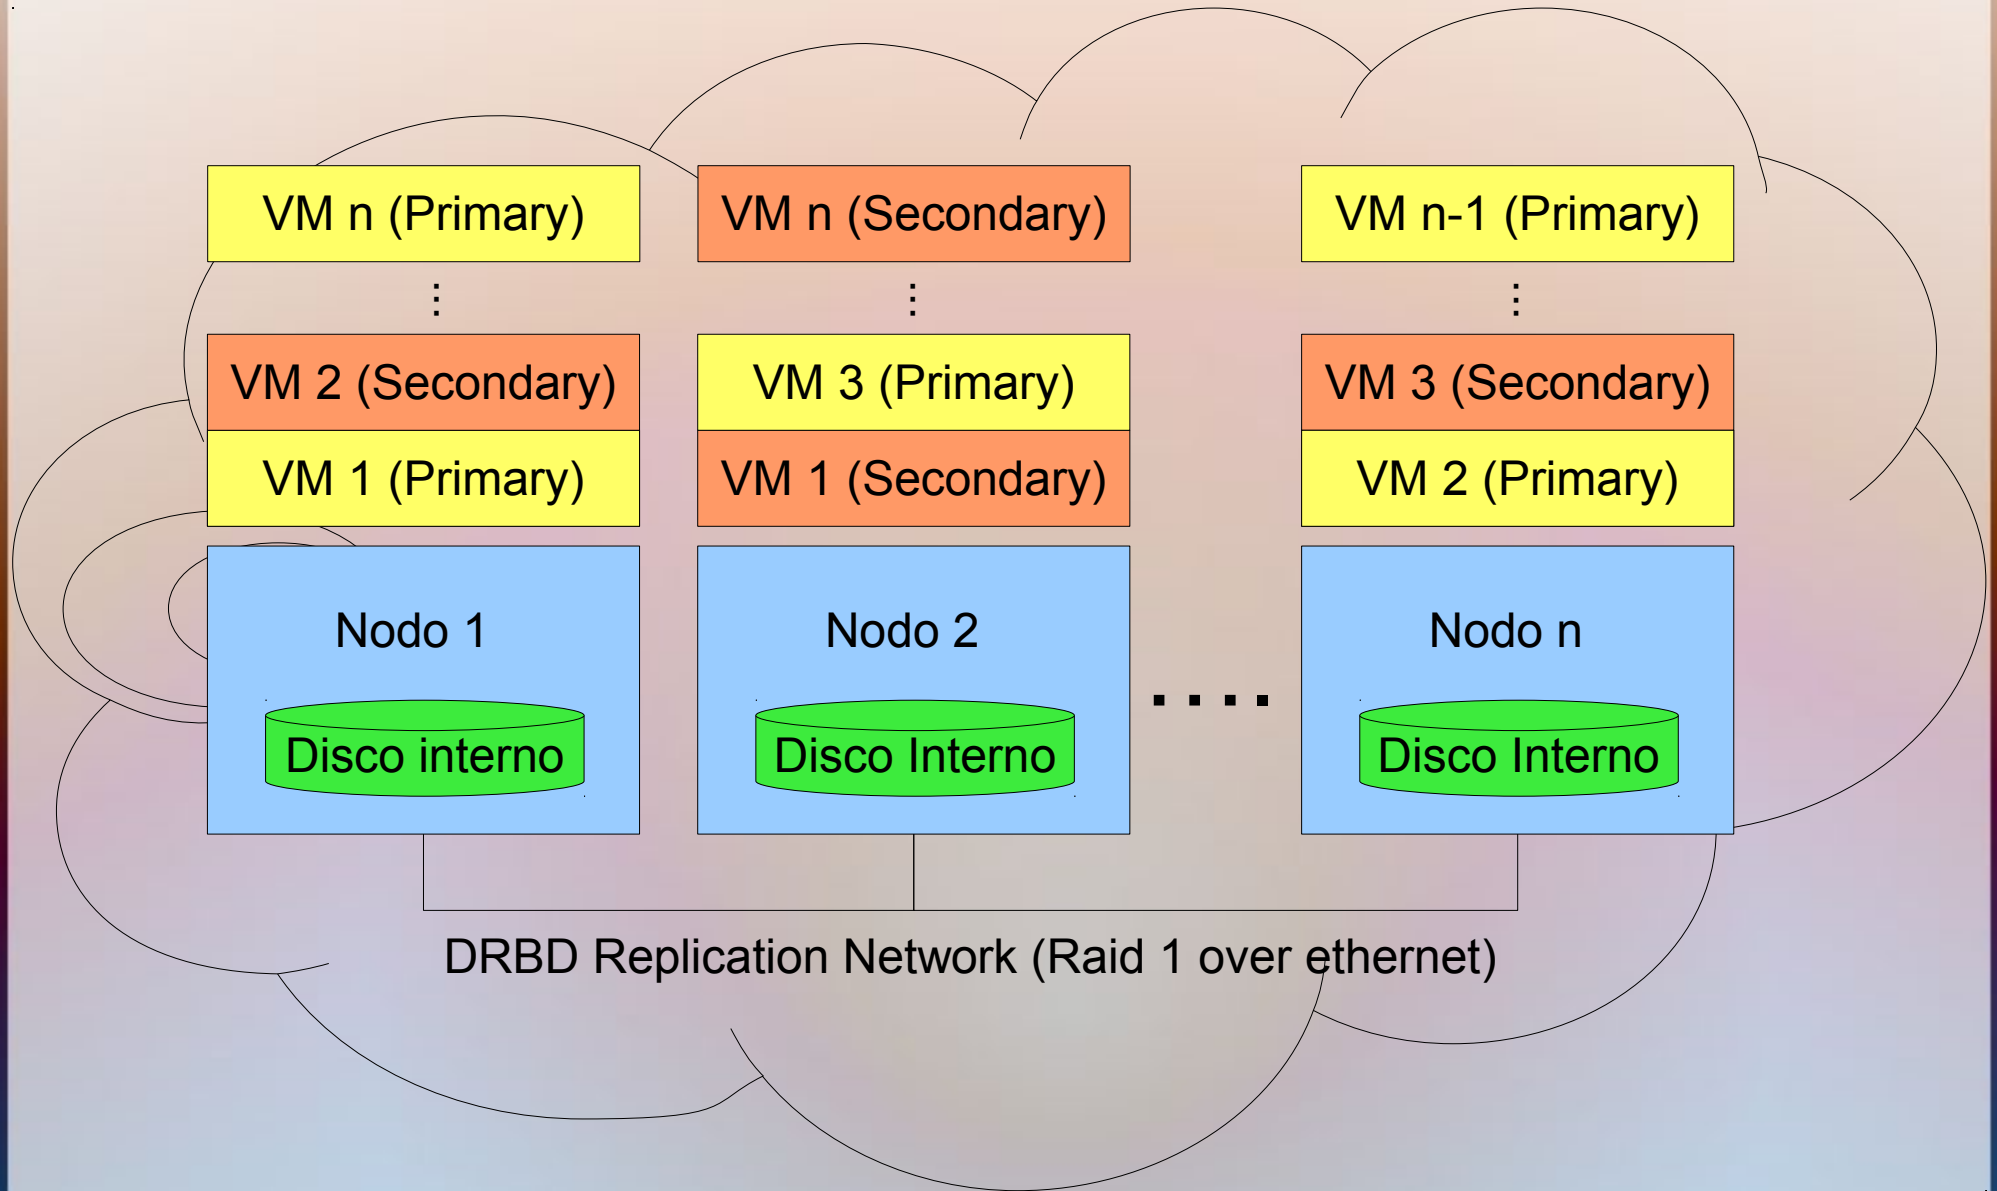 VM n (Primary)
VM n (Secondary)
VM n-1 (Primary)
VM 2 (Secondary)
VM 3 (Primary)
VM 3 (Secondary)
VM 1 (Primary)
VM 1 (Secondary)
VM 2 (Primary)
Nodo 1
Nodo 2
Nodo n
Disco interno
Disco Interno
Disco Interno
DRBD Replication Network (Raid 1 over ethernet)